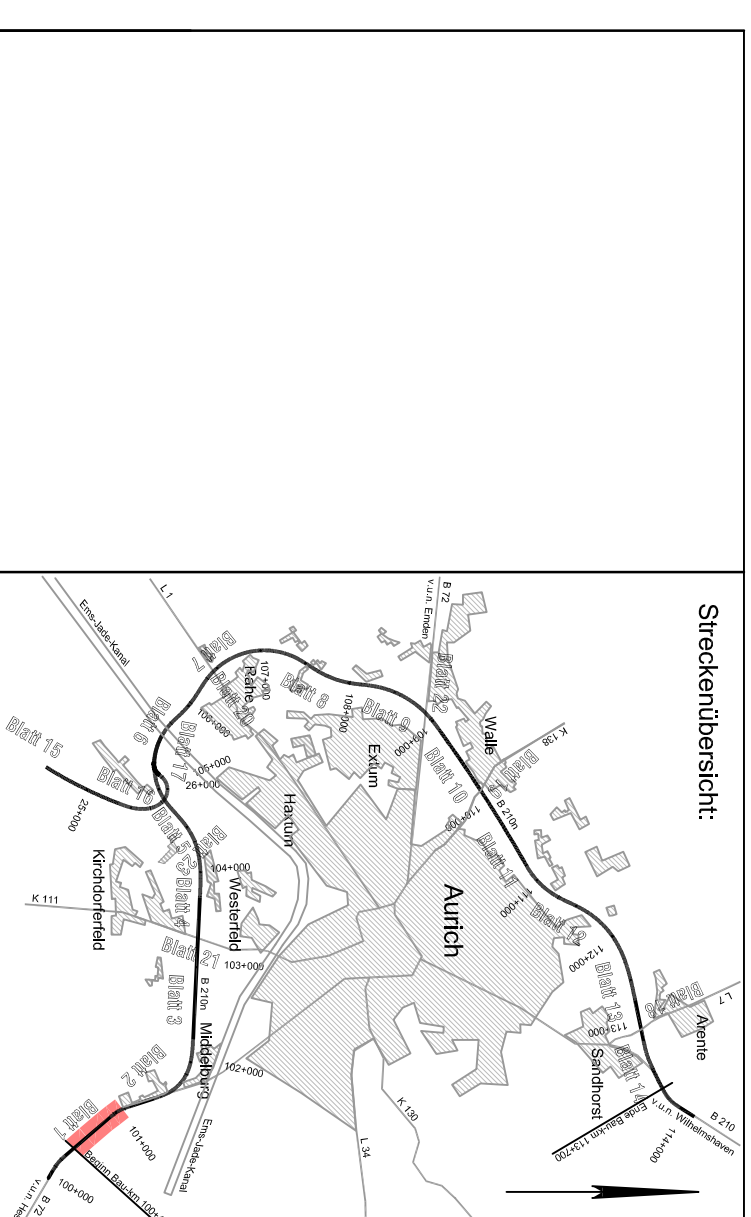 Streckenübersicht:
B 72
v.u.n. Emden
L 1
Ems-Jade-Kanal
Blatt 7
Rahe
107+000
Blatt 20
106+000
Blatt 8
108+000
Blatt 9
109+000
Extum
Blatt 22
Walle
K 138
Blatt 10
110+000
B 210n
Blatt 11
111+000
Blatt 12
112+000
Blatt 13
113+000
Blatt 14
L 7
Arente
Sandhorst
Ende Bau-km 113+700
v.u.n. Wilhelmshaven
B 210
114+000
Aurich
Haxtum
Blatt 6
Blatt 17
105+000
26+000
Blatt 15
25+000
Blatt 16
Blatt 5
Blatt 4
104+000
Westerfeld
Kirchdorferfeld
K 111
Blatt 21
103+000
B 210n
Blatt 3
Middelburg
102+000
Blatt 2
Ems-Jade-Kanal
K 130
L 34
Blatt 1
101+000
Beginn Bau-km 100+
100+000
B 72
v.u.n. Hes